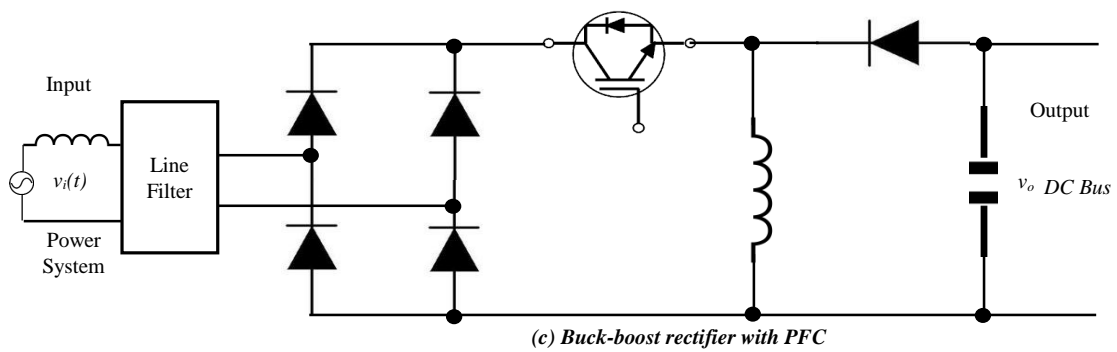 Input
Output
Line
Filter
vi(t)
vo DC Bus
Power
System
(c) Buck-boost rectifier with PFC